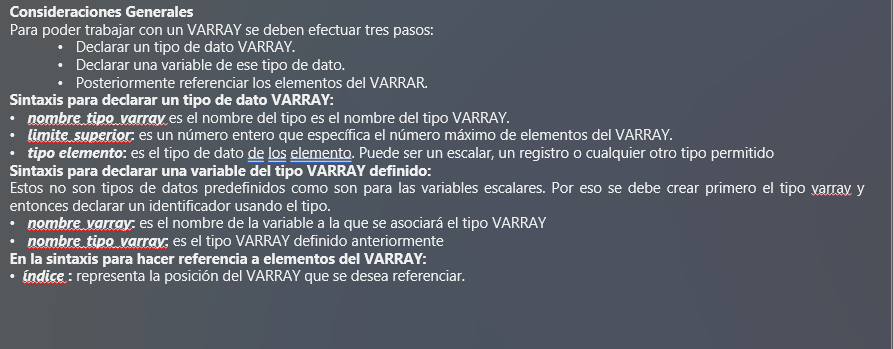 Consideraciones Generales
Para poder trabajar con un VARRAY se deben efectuar tres pasos:
• Declarar un tipo de dato VARRAY.
• Declarar una variable de ese tipo de dato.
• Posteriormente referenciar los elementos del VARRAR.
Sintaxis para declarar un tipo de dato VARRAY:
• nombre_tipo_varray es el nombre del tipo es el nombre del tipo VARRAY.
• limite_superior: es un número entero que específica el número máximo de elementos del VARRAY.
• tipo elemento: es el tipo de dato de los elemento. Puede ser un escalar, un registro o cualquier otro tipo permitido
Sintaxis para declarar una variable del tipo VARRAY definido:
Estos no son tipos de datos predefinidos como son para las variables escalares. Por eso se debe crear primero el tipo varray y
entonces declarar un identificador usando el tipo.
• nombre_varray: es el nombre de la variable a la que se asociará el tipo VARRAY
• nombre_tipo_varray: es el tipo VARRAY definido anteriormente
En la sintaxis para hacer referencia a elementos del VARRAY:
• índice : representa la posición del VARRAY que se desea referenciar.